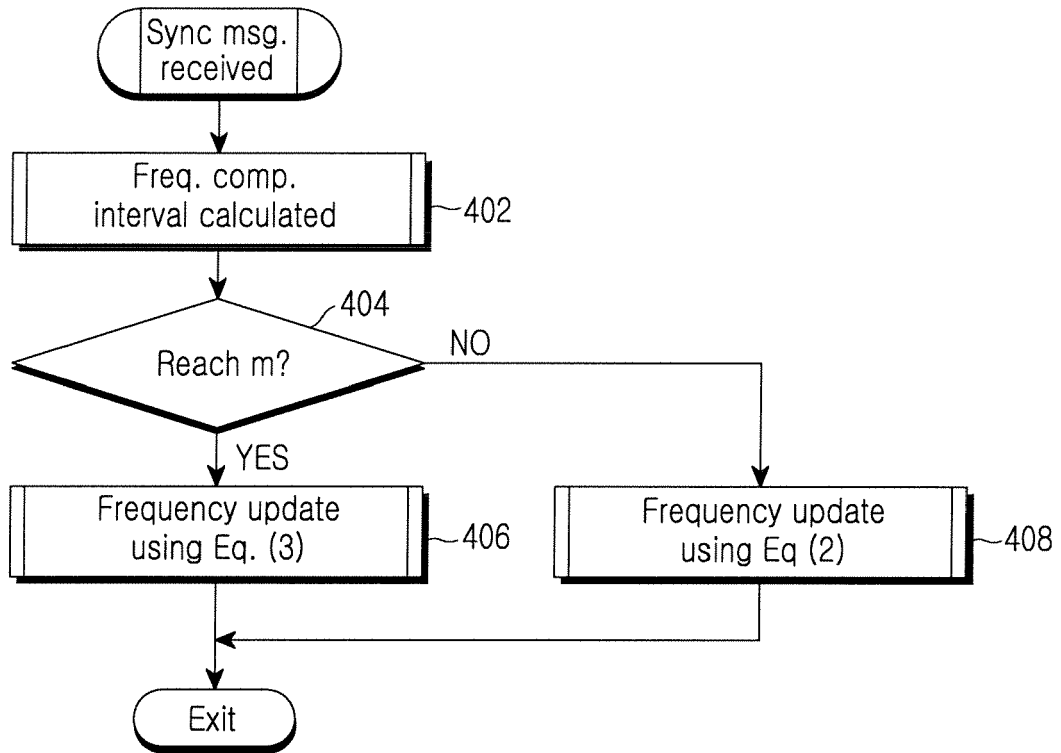 Sync msg.
received
Freq. comp.
interval calculated
402
404
Reach m?
NO
YES
Frequency update
using Eq. (3)
406
Frequency update
using Eq (2)
408
Exit